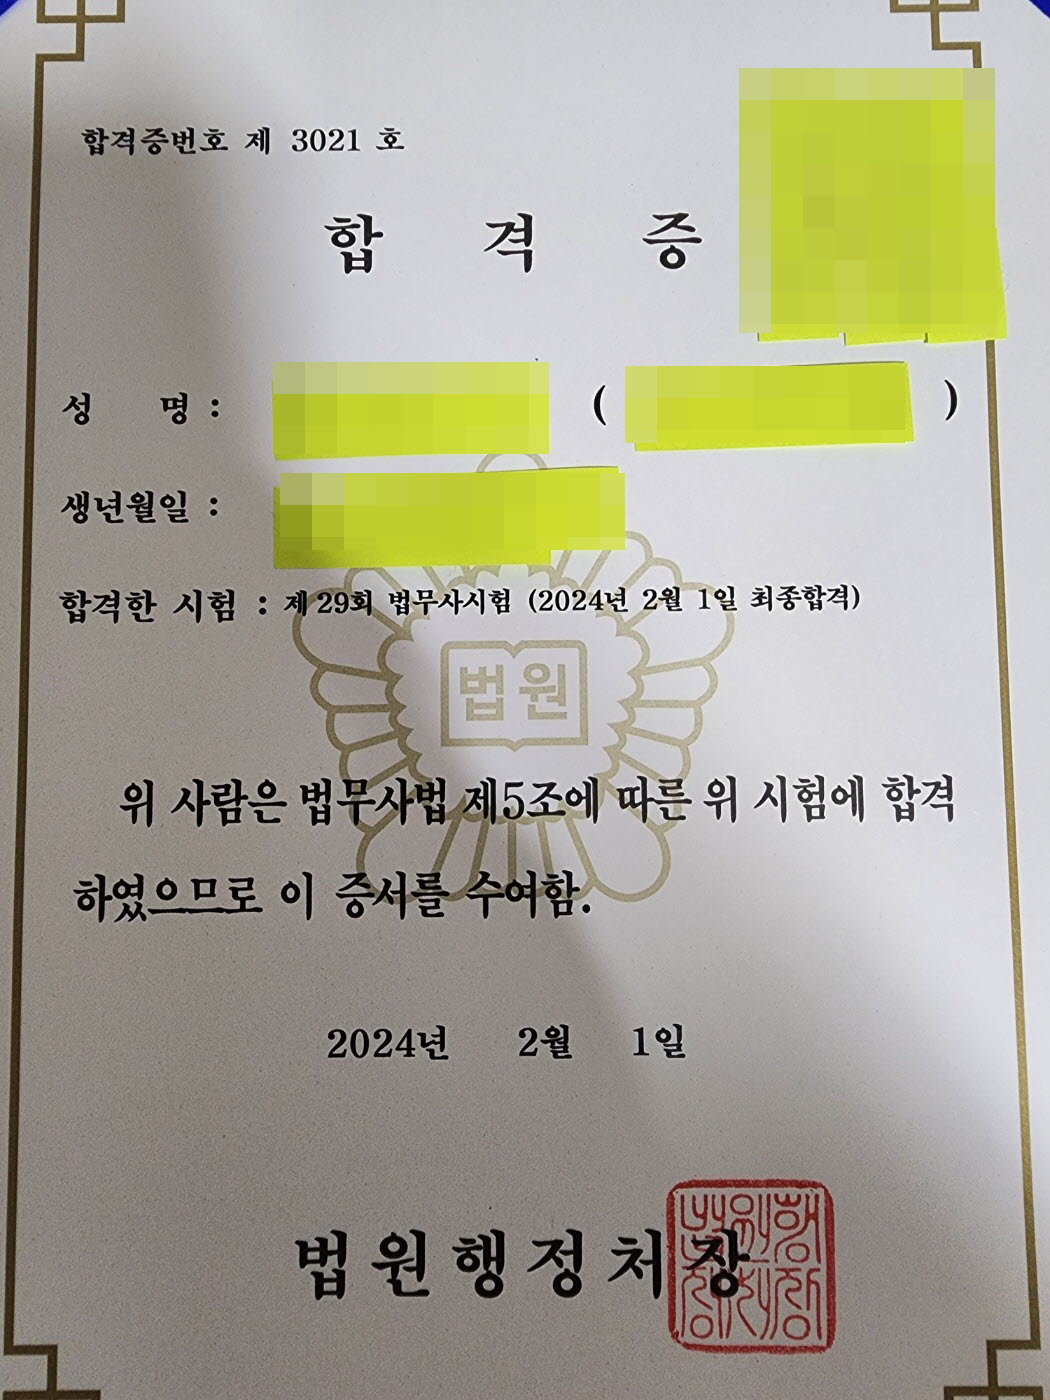 합격증번호 제 3021 호
합 격 증
성 명 : ( )
생년월일 :
합격한 시험 : 제29회 법무사시험 (2024년 2월 1일 최종합격)
법원
위 사람은 법무사법 제5조에 따른 위 시험에 합격
하였으므로 이 증서를 수여함.
2024년 2월 1일
법원행정처장